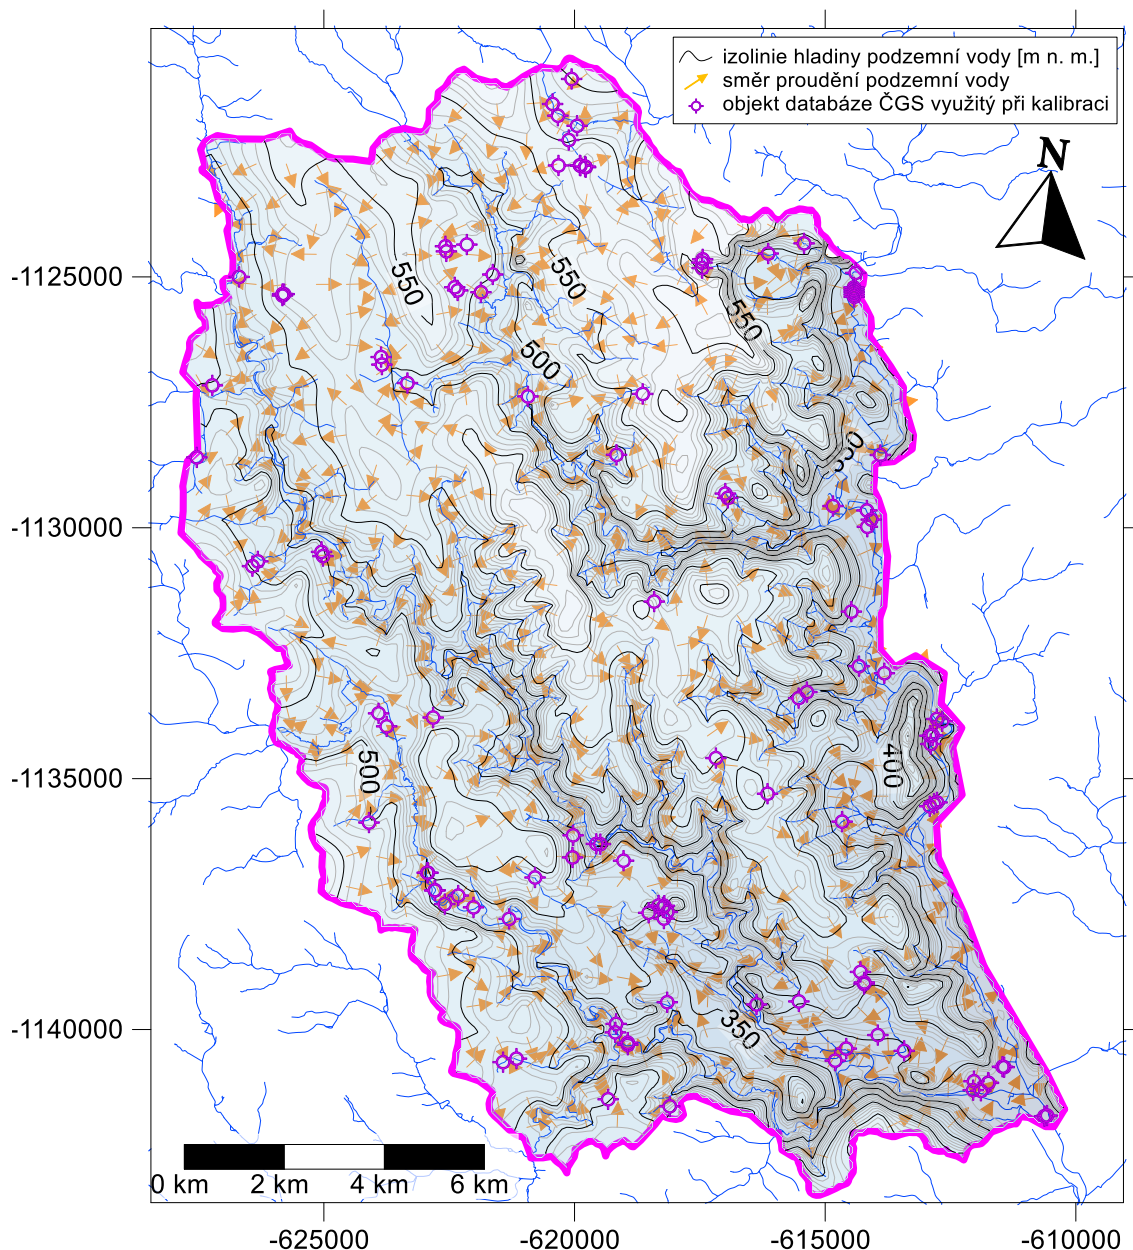 izolinie hladiny podzemní vody [m n. m.]
směr proudění podzemní vody
objekt databáze ČGS využitý při kalibraci
N
-1125000
550
550
550
500
350
-1130000
500
400
-1135000
-1140000
350
0 km 2 km 4 km 6 km
-625000 -620000 -615000 -610000